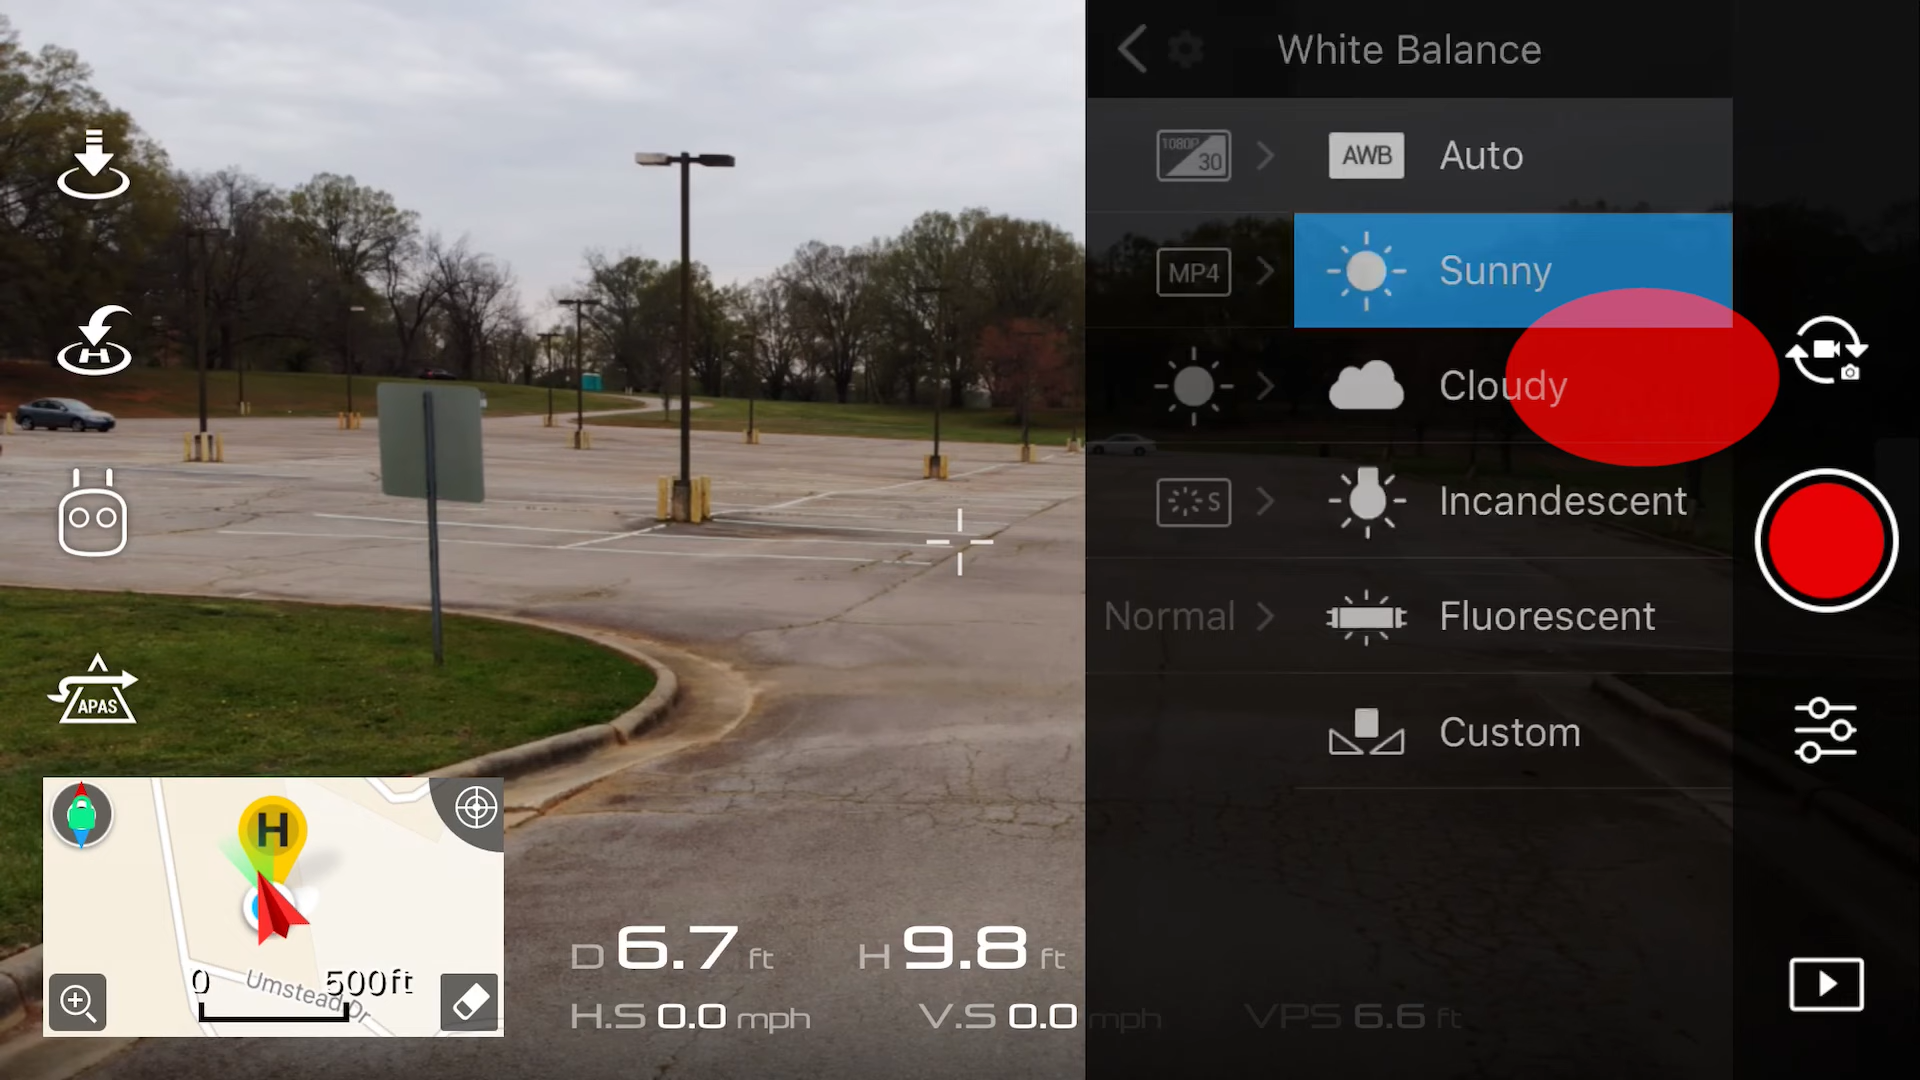 White Balance
1080P
30
AWB Auto
MP4
Sunny
Cloudy
S
Incandescent
Normal
Fluorescent
Custom
H
APAS
H
0 500ft
Umstead Dr
D 6.7 ft
H 9.8 ft
H.S 0.0 mph
V.S 0.0 mph
VPS 6.6 ft